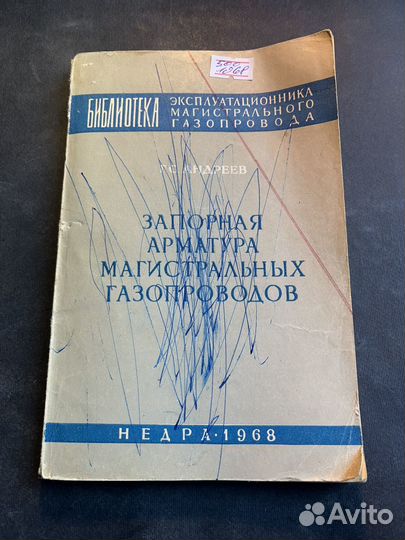 БИБЛИОТЕКА
ЭКСПЛУАТАЦИОННИКА
МАГИСТРАЛЬНОГО
ГАЗОПРОВОДА
Г.С. АНДРЕЕВ
ЗАПОРНАЯ
АРМАТУРА
МАГИСТРАЛЬНЫХ
ГАЗОПРОВОДОВ
НЕДРА · 1968
Avito